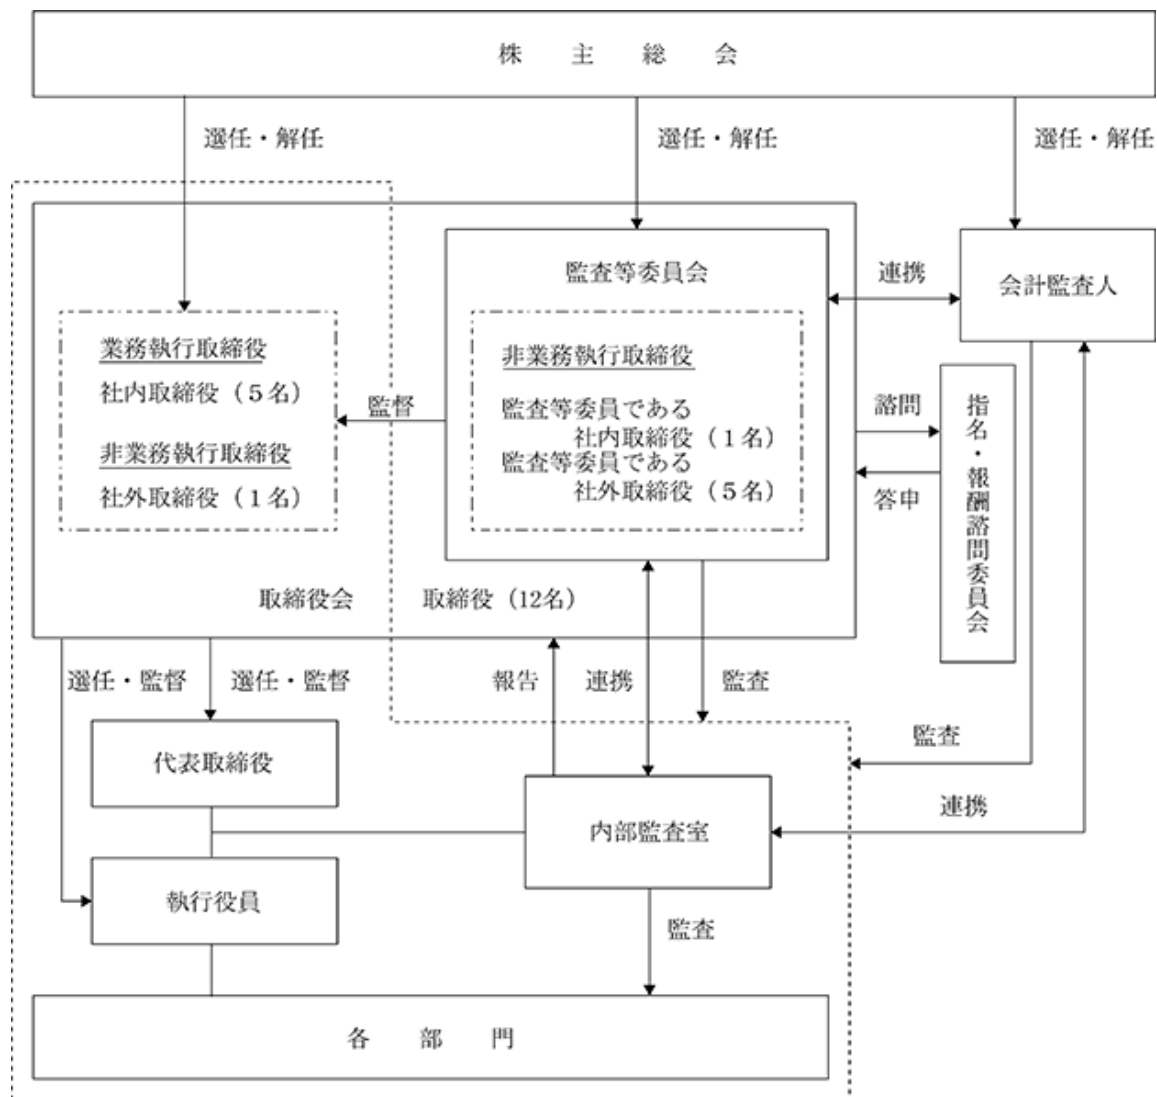 株主総会
選任・解任
選任・解任
選任・解任
監査等委員会
連携
会計監査人
業務執行取締役
社内取締役(5名)
非業務執行取締役
社外取締役(1名)
監督
非業務執行取締役
監査等委員である
社内取締役(1名)
監査等委員である
社外取締役(5名)
諮問
答申
指名・報酬諮問委員会
取締役会
取締役(12名)
選任・監督
選任・監督
報告
連携
監査
監査
代表取締役
連携
内部監査室
執行役員
監査
各部門